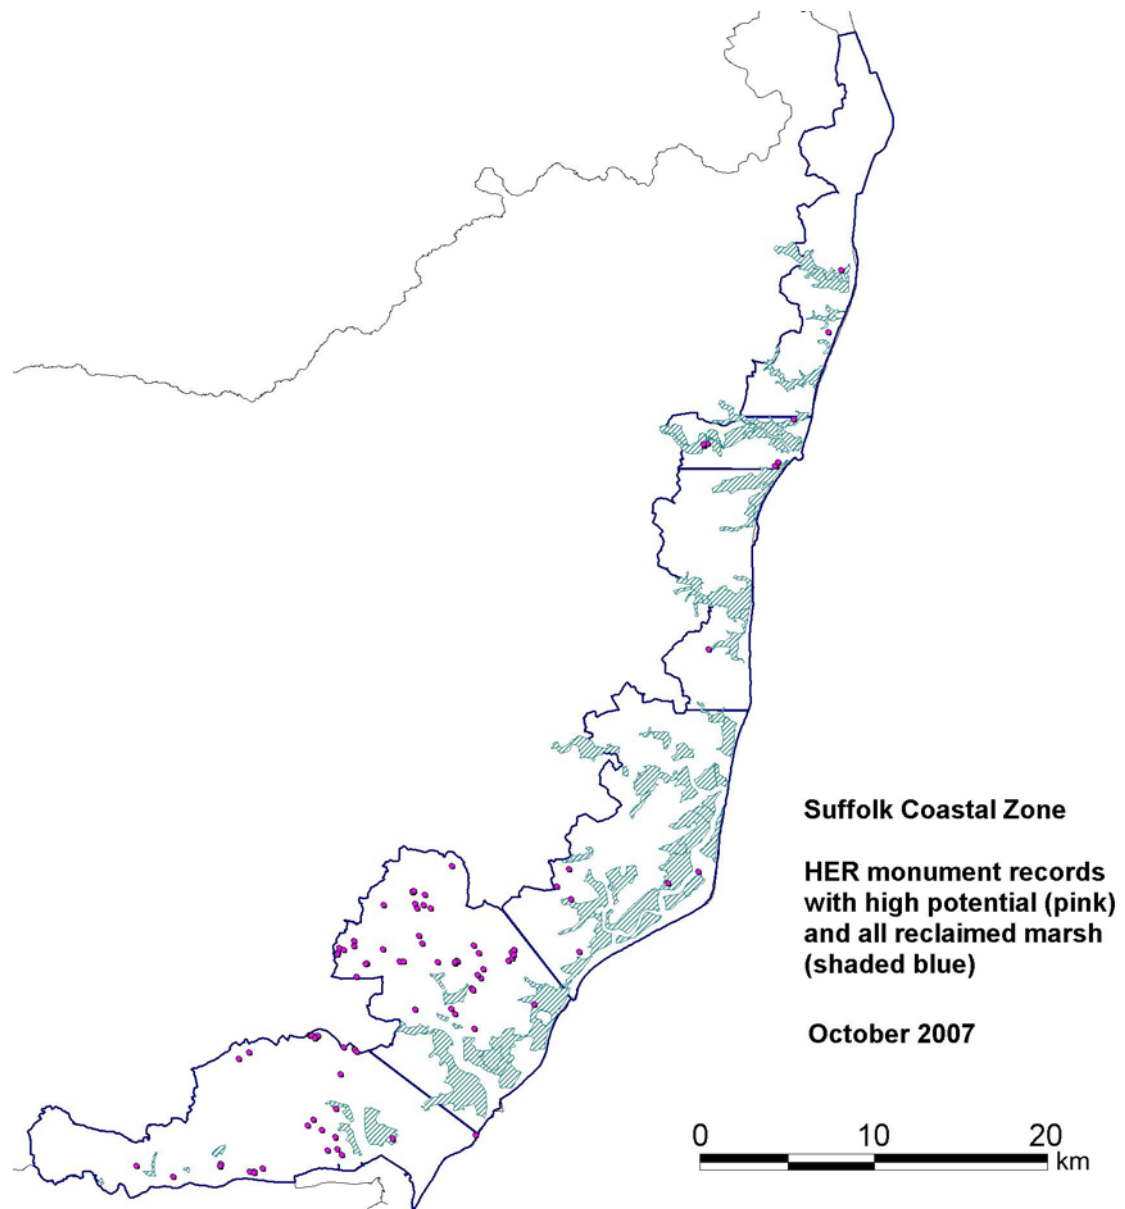 Suffolk Coastal Zone
HER monument records
with high potential (pink)
and all reclaimed marsh
(shaded blue)
October 2007
0 10 20
km